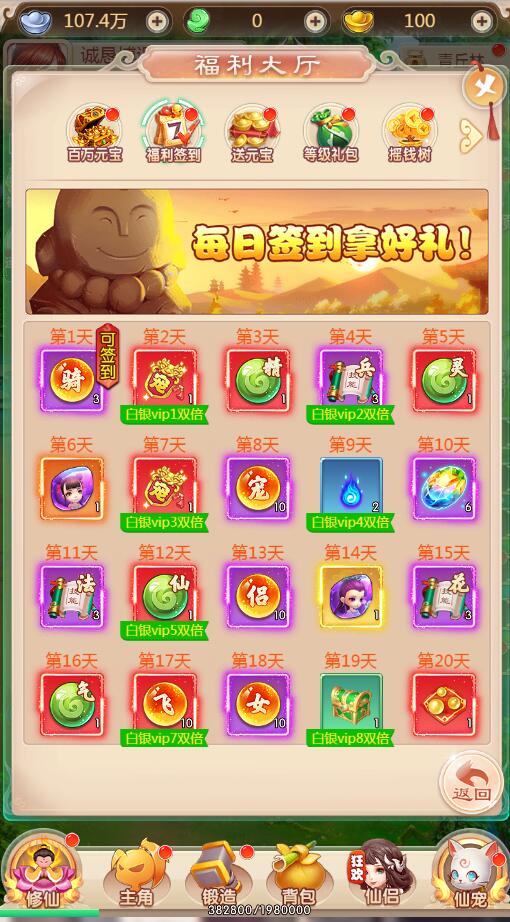 107.4万
0
100
福利大厅
百万元宝
福利签到
送元宝
等级礼包
摇钱树
每日签到拿好礼!
第1天
第2天
第3天
第4天
第5天
可签到
骑
3
1
精
1
兵
技能
3
灵
1
白银vip1双倍
白银vip2双倍
第6天
第7天
第8天
第9天
第10天
1
1
宠
10
2
6
白银vip3双倍
白银vip4双倍
第11天
第12天
第13天
第14天
第15天
法
技能
3
仙
1
侣
10
1
花
技能
3
白银vip5双倍
第16天
第17天
第18天
第19天
第20天
气
1
飞
10
女
10
1
1
白银vip7双倍
白银vip8双倍
返回
狂欢
修仙
主角
锻造
背包
仙侣
仙宠
382800/1980000